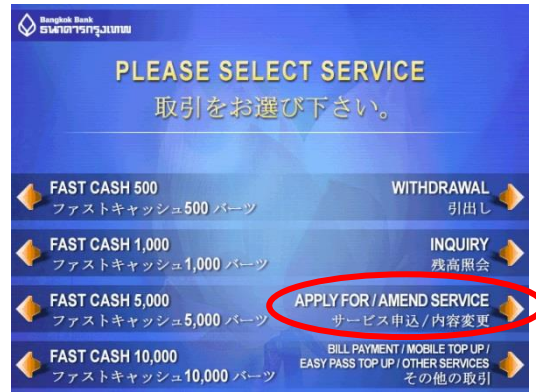 Bangkok Bank
ธนาคารกรุงเทพ
PLEASE SELECT SERVICE
取引をお選び下さい。
FAST CASH 500
ファストキャッシュ500 バーツ
WITHDRAWAL
引出し
FAST CASH 1,000
ファストキャッシュ1,000 バーツ
INQUIRY
残高照会
FAST CASH 5,000
ファストキャッシュ5,000 バーツ
APPLY FOR / AMEND SERVICE
サービス申込/内容変更
FAST CASH 10,000
ファストキャッシュ10,000 バーツ
BILL PAYMENT / MOBILE TOP UP /
EASY PASS TOP UP / OTHER SERVICES
その他の取引